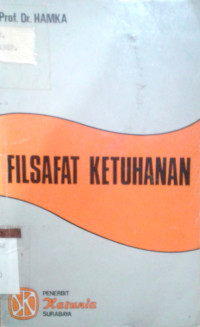 Prof. Dr. HAMKA
FILSAFAT KETUHANAN
PENERBIT
Karunia
SURABAYA